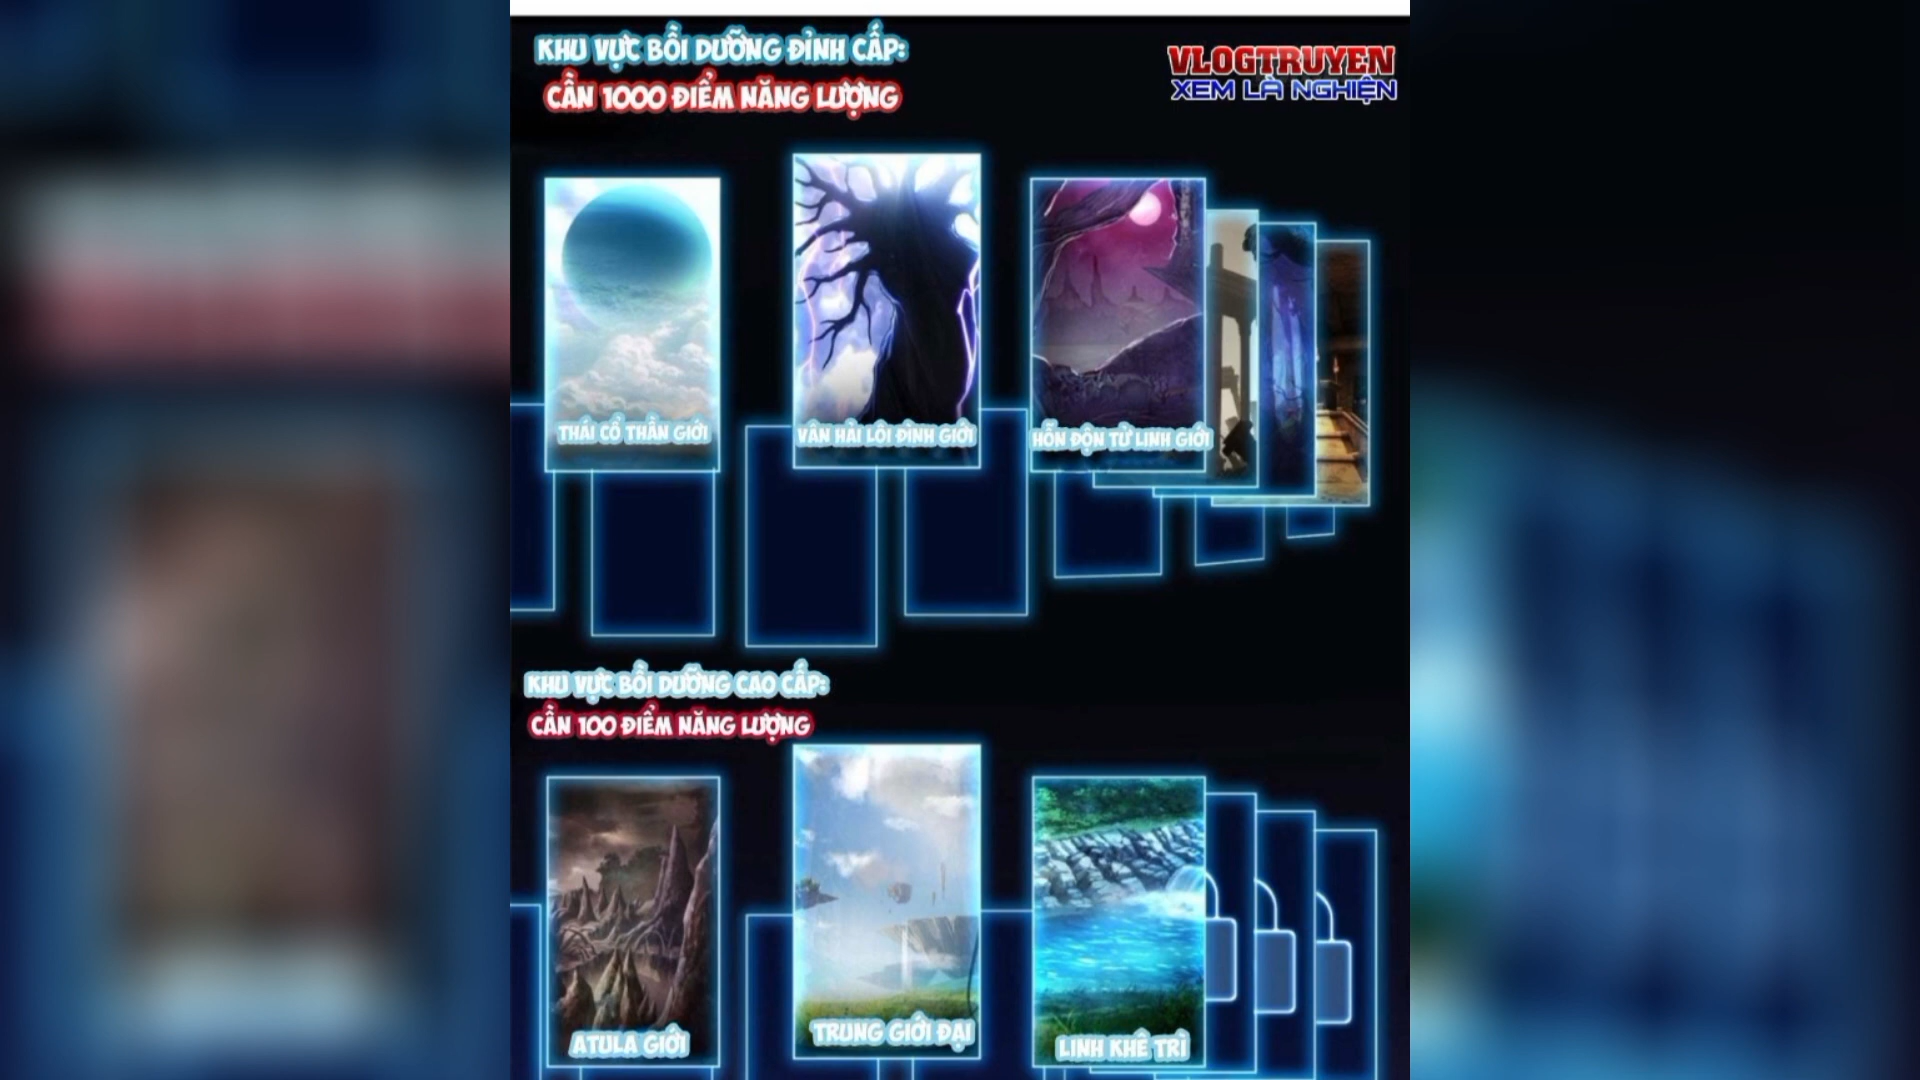 KHU VỰC BỒI DƯỠNG ĐỈNH CẤP:
CẦN 1000 ĐIỂM NĂNG LƯỢNG
VLOGTRUYEN
XEM LÀ NGHIỆN
THÁI CỔ THẦN GIỚI
VÂN HẢI LÔI ĐÌNH GIỚI
HỖN ĐỘN TỬ LINH GIỚI
KHU VỰC BỒI DƯỠNG CAO CẤP:
CẦN 100 ĐIỂM NĂNG LƯỢNG
ATULA GIỚI
TRUNG GIỚI ĐẠI
LINH KHÊ TRÌ